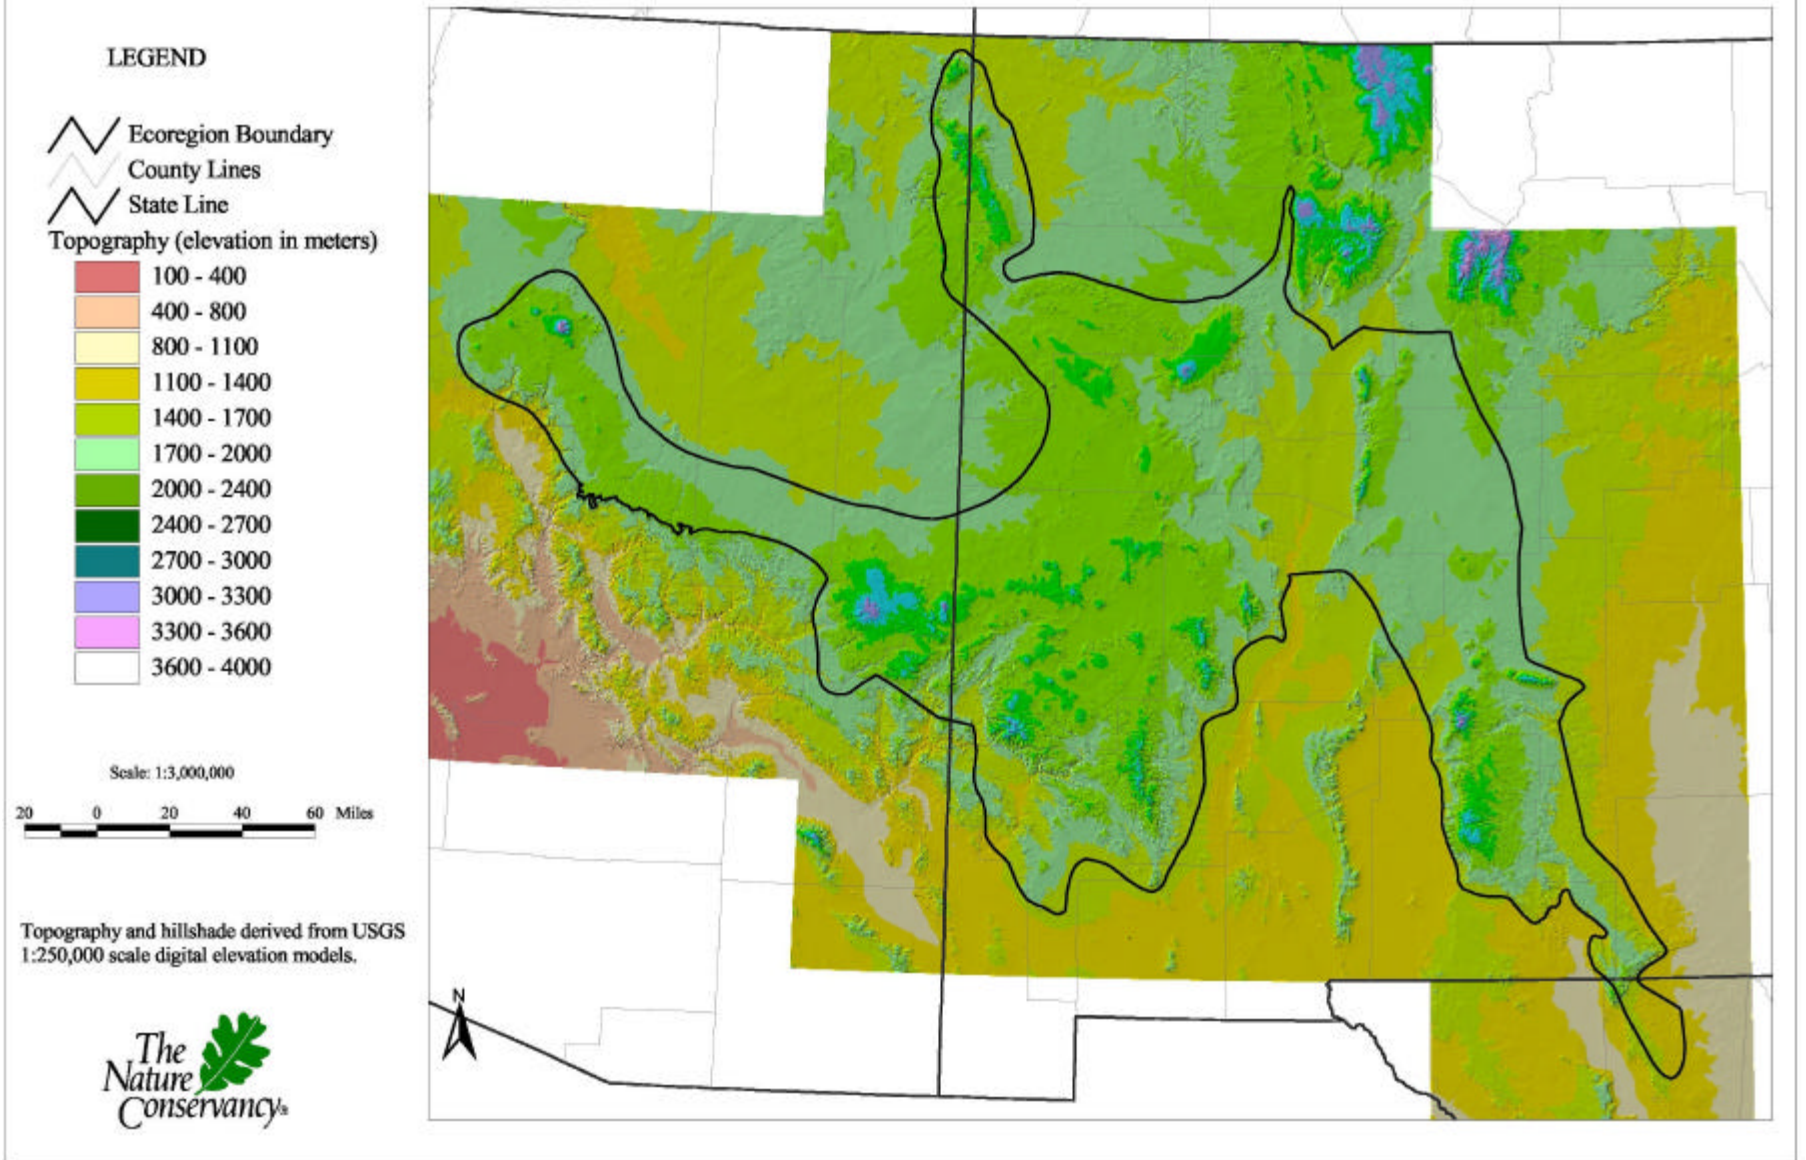 LEGEND
Ecoregion Boundary
County Lines
State Line
Topography (elevation in meters)
100 - 400
400 - 800
800 - 1100
1100 - 1400
1400 - 1700
1700 - 2000
2000 - 2400
2400 - 2700
2700 - 3000
3000 - 3300
3300 - 3600
3600 - 4000
Scale: 1:3,000,000
20 0 20 40 60 Miles
Topography and hillshade derived from USGS
1:250,000 scale digital elevation models.
N
The
Nature
Conservancy®